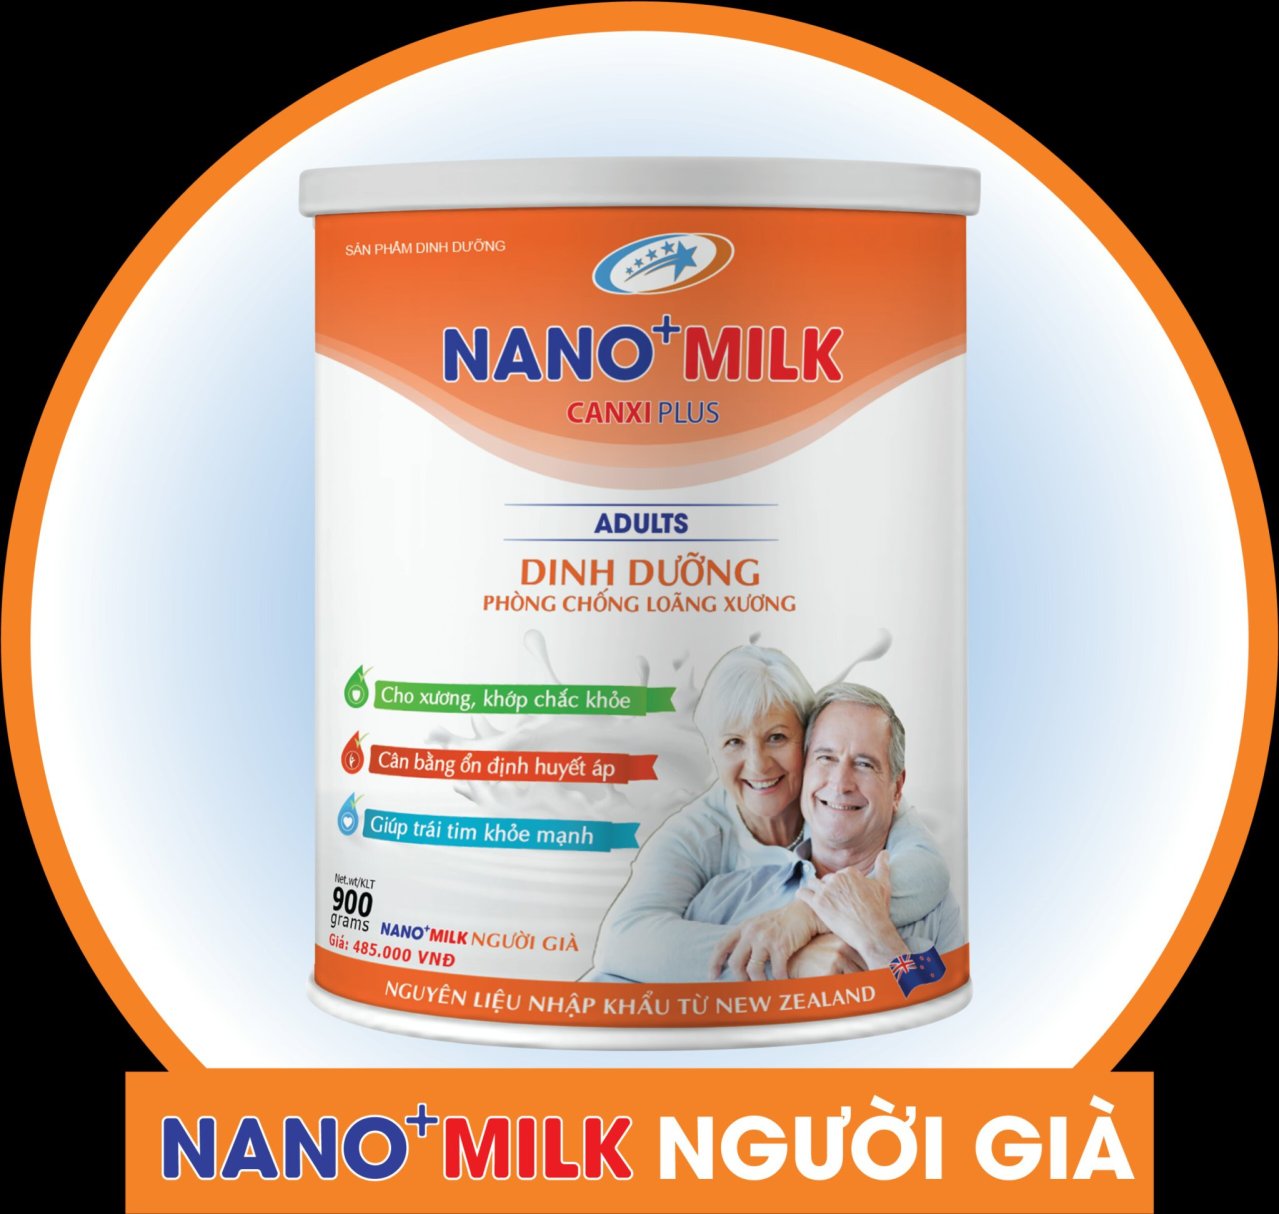 SẢN PHẨM DINH DƯỠNG
NANO+MILK
CANXI PLUS
ADULTS
DINH DƯỠNG
PHÒNG CHỐNG LOÃNG XƯƠNG
Cho xương, khớp chắc khỏe
Cân bằng ổn định huyết áp
Giúp trái tim khỏe mạnh
Net.wt/KLT
900
grams
NANO+MILK NGƯỜI GIÀ
Giá: 485.000 VNĐ
NGUYÊN LIỆU NHẬP KHẨU TỪ NEW ZEALAND
NANO+MILK NGƯỜI GIÀ